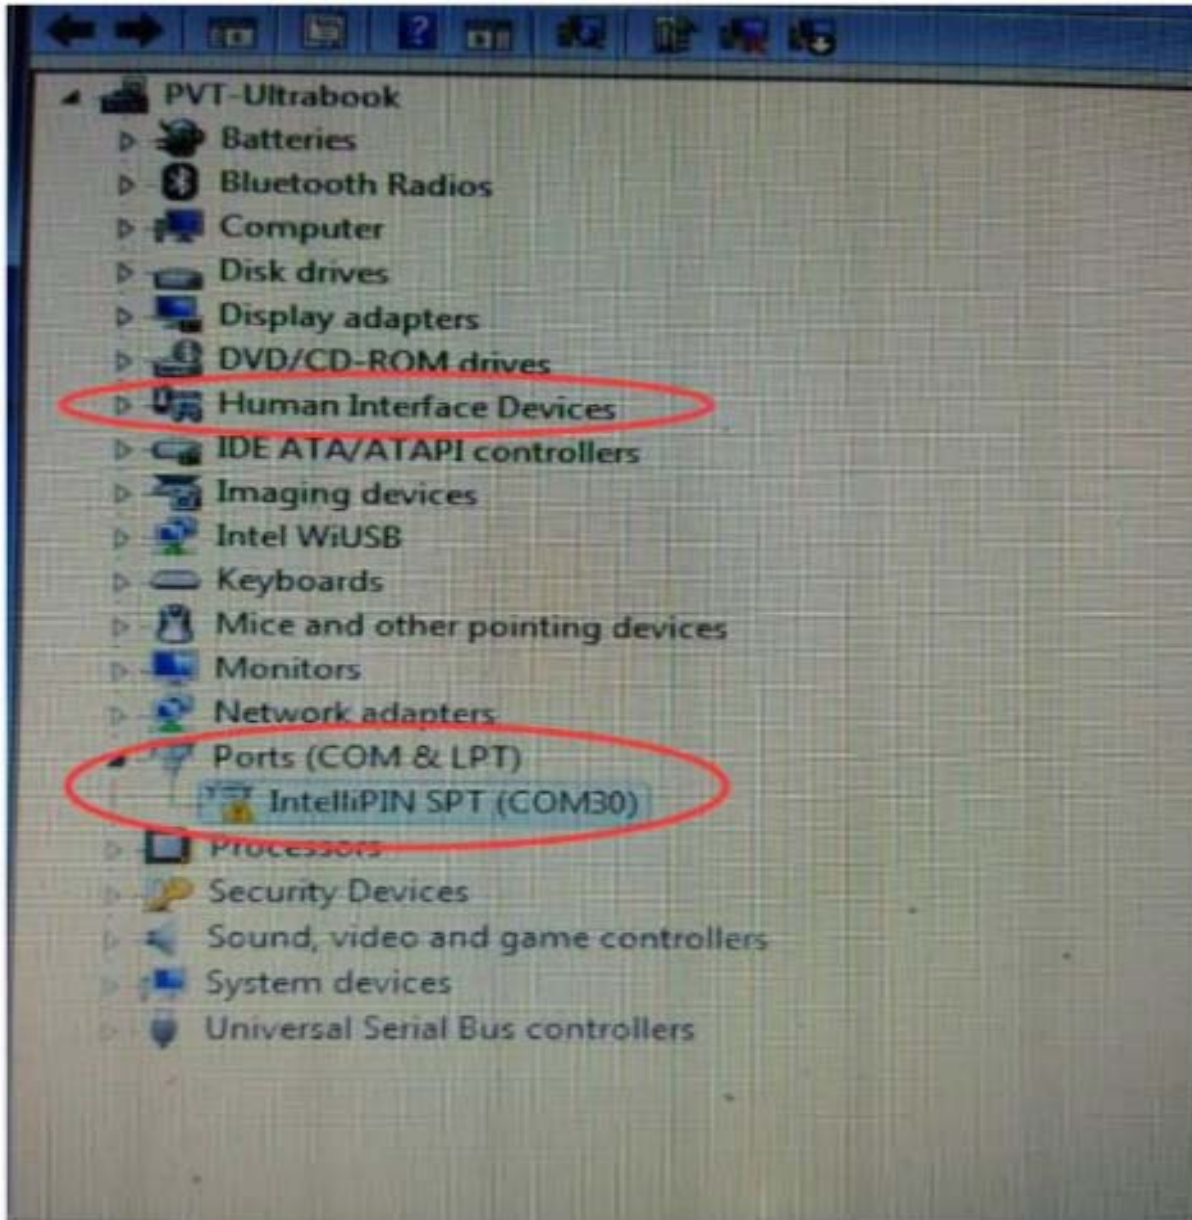 PVT-Ultrabook
Batteries
Bluetooth Radios
Computer
Disk drives
Display adapters
DVD/CD-ROM drives
Human Interface Devices
IDE ATA/ATAPI controllers
Imaging devices
Intel WiUSB
Keyboards
Mice and other pointing devices
Monitors
Network adapters
Ports (COM & LPT)
IntelliPIN SPT (COM30)
Processors
Security Devices
Sound, video and game controllers
System devices
Universal Serial Bus controllers